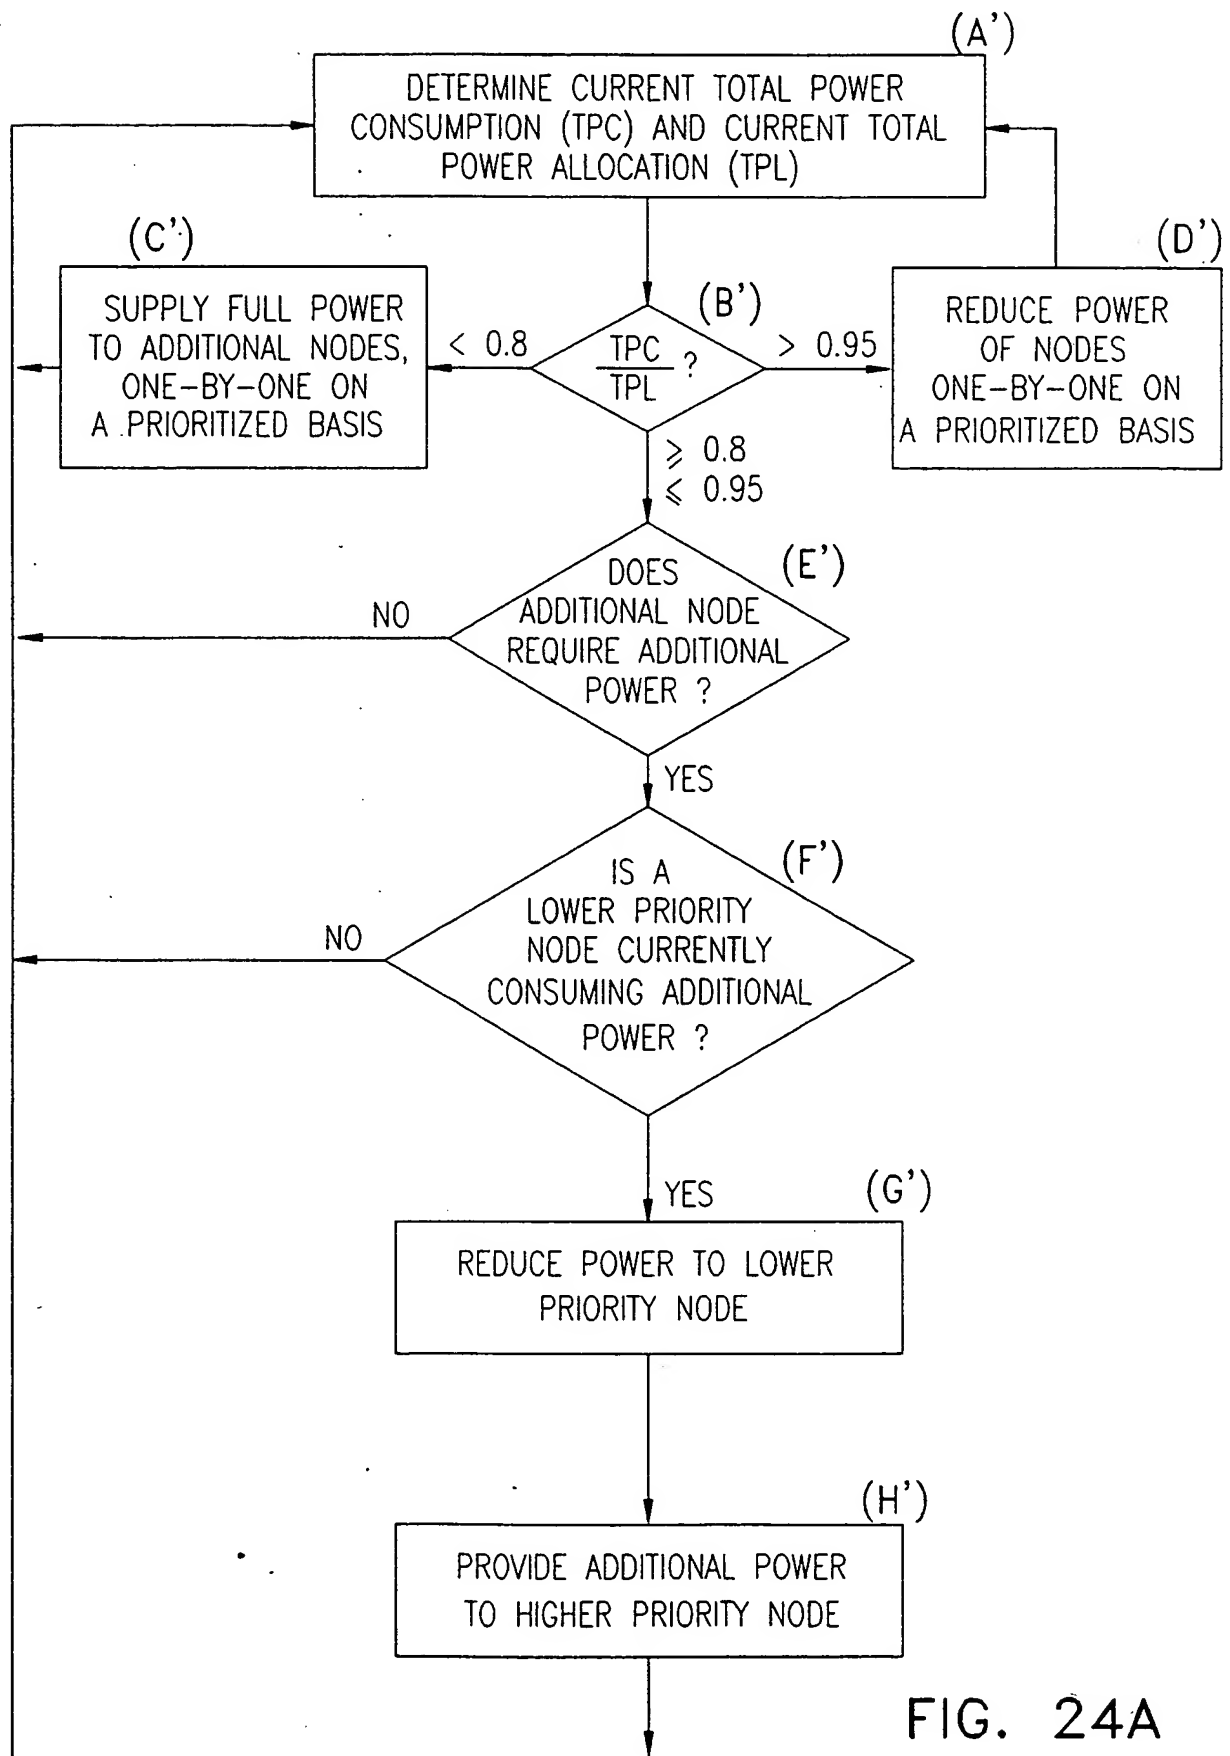 (A')
DETERMINE CURRENT TOTAL POWER
CONSUMPTION (TPC) AND CURRENT TOTAL
POWER ALLOCATION (TPL)
(C')
SUPPLY FULL POWER
TO ADDITIONAL NODES,
ONE-BY-ONE ON
A PRIORITIZED BASIS
< 0.8
(B')
TPC
TPL
?
> 0.95
(D')
REDUCE POWER
OF NODES
ONE-BY-ONE ON
A PRIORITIZED BASIS
⩾ 0.8
⩽ 0.95
(E')
DOES
ADDITIONAL NODE
REQUIRE ADDITIONAL
POWER ?
NO
YES
(F')
IS A
LOWER PRIORITY
NODE CURRENTLY
CONSUMING ADDITIONAL
POWER ?
NO
YES
(G')
REDUCE POWER TO LOWER
PRIORITY NODE
(H')
PROVIDE ADDITIONAL POWER
TO HIGHER PRIORITY NODE
FIG. 24A